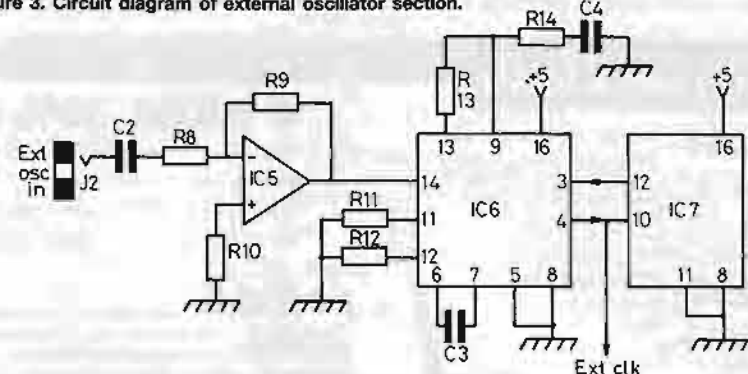 ure 3. Circuit diagram of external oscillator section.
C4
R14
R9
R
13
+5
+5
C2
R8
Ext
osc
in
J2
13
9
16
16
-
+
IC5
14
3
12
R11
11
IC6
4
10
IC7
R12
12
R10
6
7
5
8
11
8
C3
Ext clk